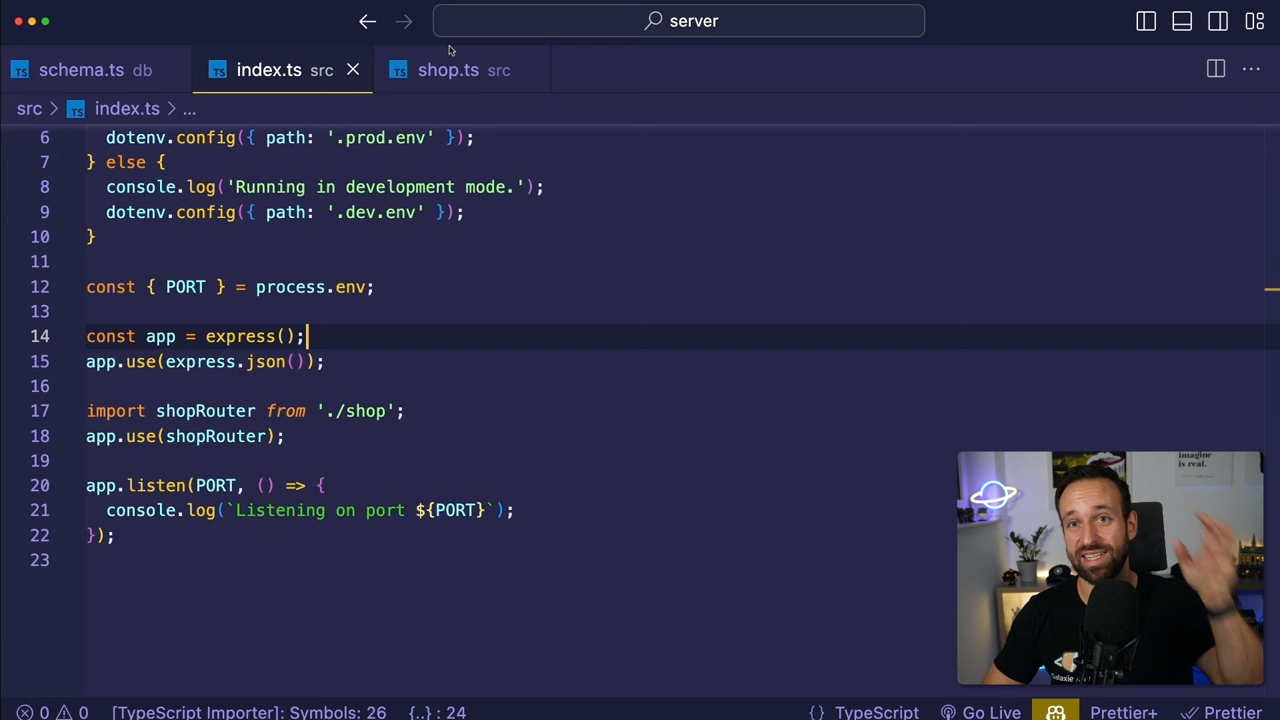 server
TS schema.ts db
TS index.ts src
TS shop.ts src
src > TS index.ts > ...
6 dotenv.config({ path: '.prod.env' });
7 } else {
8 console.log('Running in development mode.');
9 dotenv.config({ path: '.dev.env' });
10 }
11
12 const { PORT } = process.env;
13
14 const app = express();
15 app.use(express.json());
16
17 import shopRouter from './shop';
18 app.use(shopRouter);
19
20 app.listen(PORT, () => {
21 console.log(`Listening on port ${PORT}`);
22 });
23
imagine
is real.
0 0 [TypeScript Importer]: Symbols: 26 {..} : 24 {} TypeScript Go Live Prettier+ Prettier